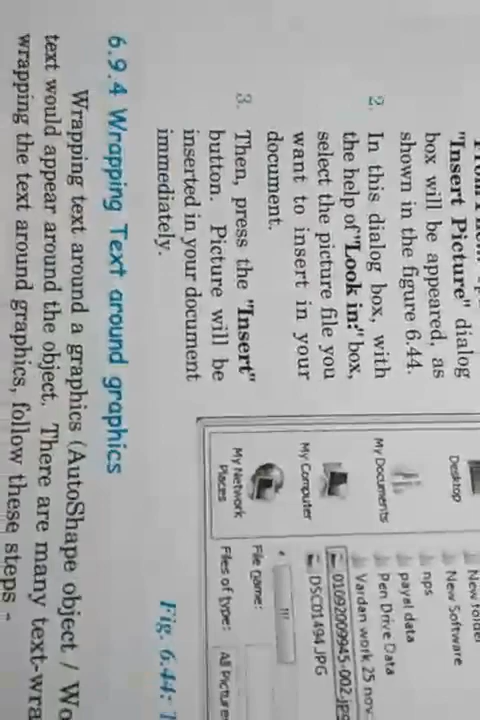 "Insert Picture" dialog
box will be appeared, as
shown in the figure 6.44.
2. In this dialog box, with
the help of "Look in:" box,
select the picture file you
want to insert in your
document.
3. Then, press the "Insert"
button. Picture will be
inserted in your document
immediately.
New folder
New Software
nps
payal data
Pen Drive Data
Vardan work 25 nov
01092009945-002.JPG
DSC01494.JPG
Desktop
My Documents
My Computer
My Network
Places
File name:
Files of type:
All Pictures
Fig. 6.44:
6.9.4 Wrapping Text around graphics
Wrapping text around a graphics (AutoShape object /
text would appear around the object. There are many
wrapping the text around graphics, follow these steps -